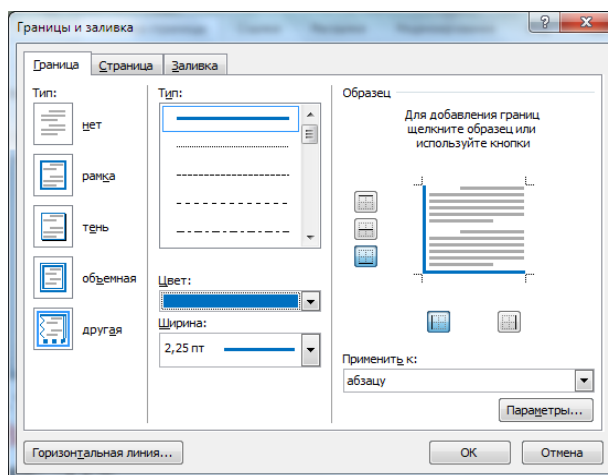 Границы и заливка
Граница
Страница
Заливка
Тип:
нет
рамка
тень
объемная
другая
Тип:
Цвет:
Ширина:
2,25 пт
Образец
Для добавления границ
щелкните образец или
используйте кнопки
Применить к:
абзацу
Параметры...
Горизонтальная линия...
ОК
Отмена